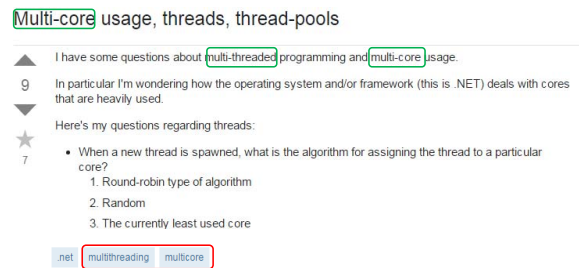 Multi-core usage, threads, thread-pools
I have some questions about multi-threaded programming and multi-core usage.
9
In particular I'm wondering how the operating system and/or framework (this is .NET) deals with cores
that are heavily used.
Here's my questions regarding threads:
7
• When a new thread is spawned, what is the algorithm for assigning the thread to a particular
core?
1. Round-robin type of algorithm
2. Random
3. The currently least used core
.net multithreading multicore